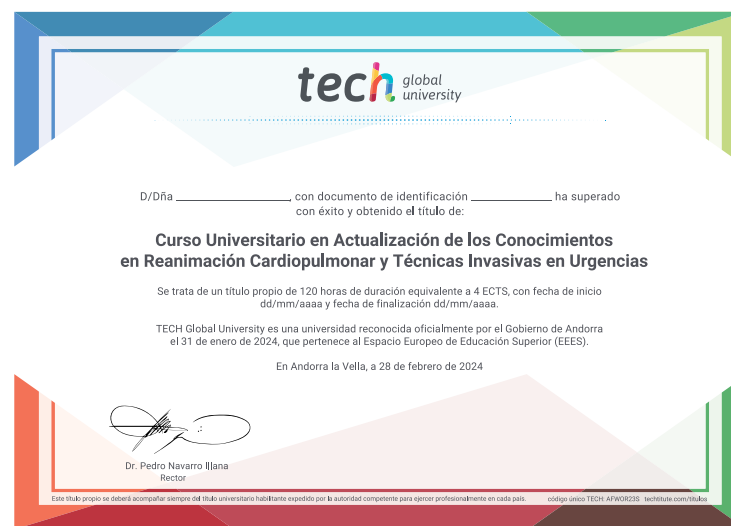 tech global
university
D/Dña ____________________, con documento de identificación ______________ ha superado
con éxito y obtenido el título de:
Curso Universitario en Actualización de los Conocimientos
en Reanimación Cardiopulmonar y Técnicas Invasivas en Urgencias
Se trata de un título propio de 120 horas de duración equivalente a 4 ECTS, con fecha de inicio
dd/mm/aaaa y fecha de finalización dd/mm/aaaa.
TECH Global University es una universidad reconocida oficialmente por el Gobierno de Andorra
el 31 de enero de 2024, que pertenece al Espacio Europeo de Educación Superior (EEES).
En Andorra la Vella, a 28 de febrero de 2024
Dr. Pedro Navarro Illana
Rector
Este título propio se deberá acompañar siempre del título universitario habilitante expedido por la autoridad competente para ejercer profesionalmente en cada país. código único TECH: AFWOR23S techtitute.com/titulos